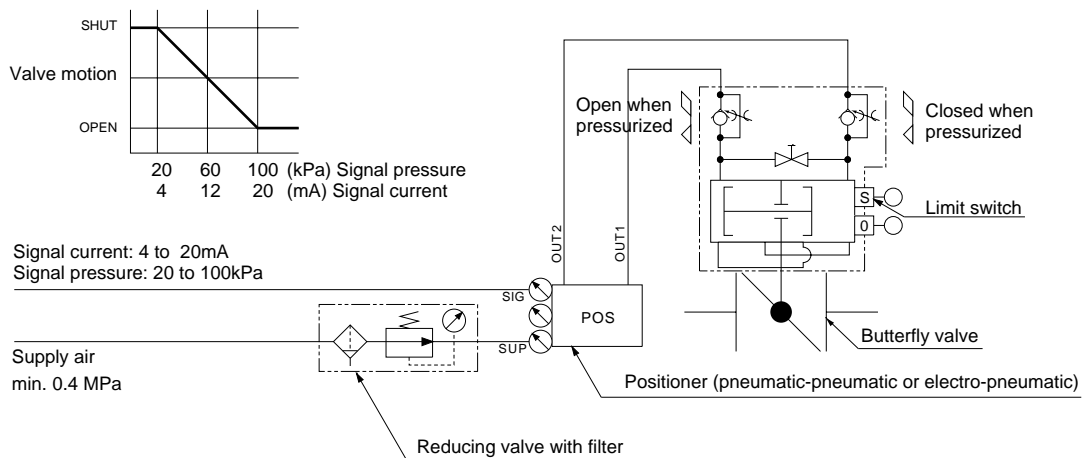 SHUT
Valve motion
OPEN
20 60 100 (kPa) Signal pressure
4 12 20 (mA) Signal current
Open when
pressurized
Closed when
pressurized
S
0
Limit switch
OUT2
OUT1
Signal current: 4 to 20mA
Signal pressure: 20 to 100kPa
SIG
POS
SUP
Supply air
min. 0.4 MPa
Butterfly valve
Positioner (pneumatic-pneumatic or electro-pneumatic)
Reducing valve with filter